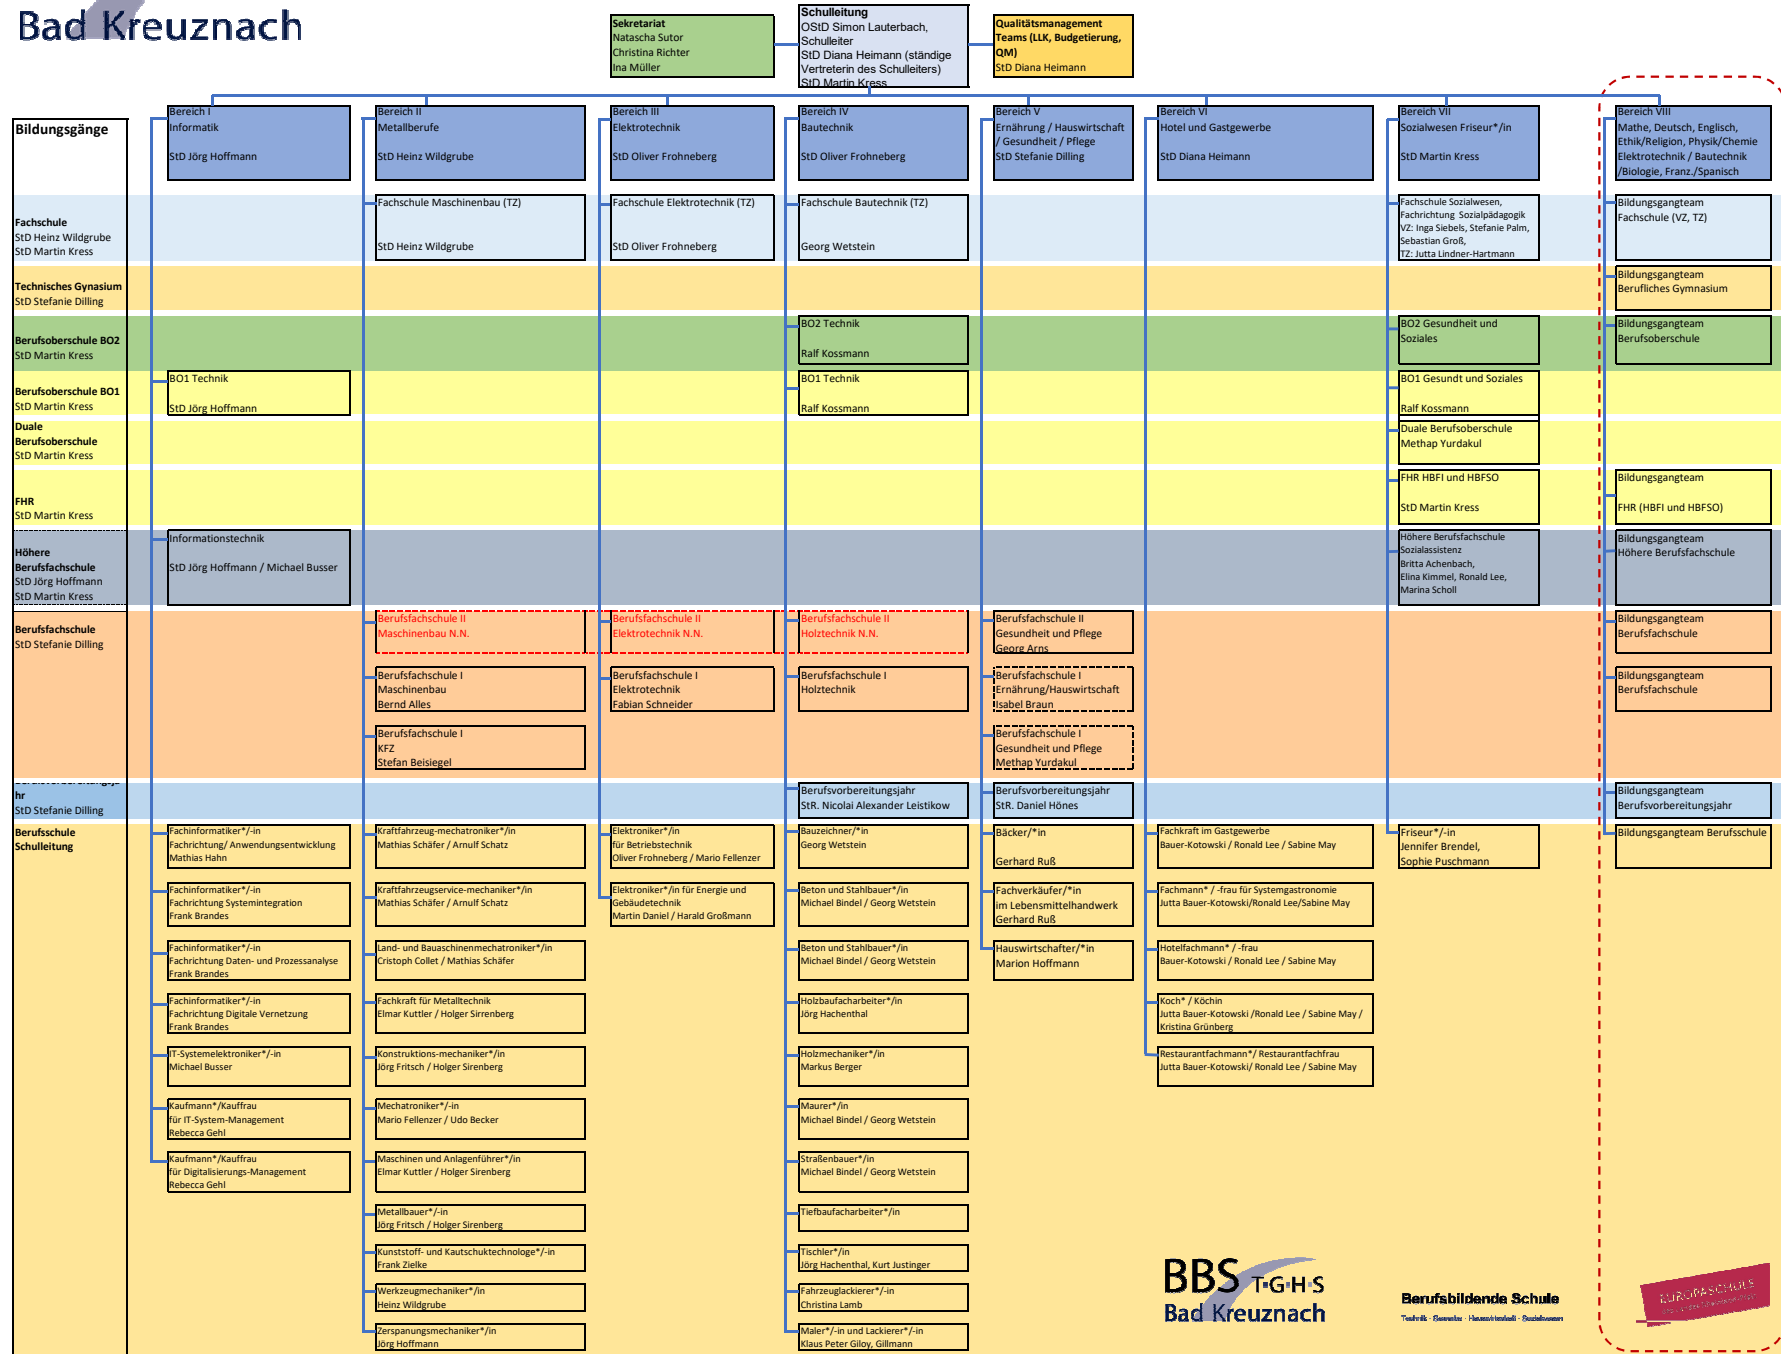 Bad Kreuznach
Sekretariat
Natascha Sutor
Christina Richter
Ina Müller
Schulleitung
OStD Simon Lauterbach,
Schulleiter
StD Diana Heimann (ständige
Vertreterin des Schulleiters)
StD Martin Kress
Qualitätsmanagement
Teams (LLK, Budgetierung,
QM)
StD Diana Heimann
Bildungsgänge
Bereich I
Informatik
StD Jörg Hoffmann
Bereich II
Metallberufe
StD Heinz Wildgrube
Bereich III
Elektrotechnik
StD Oliver Frohneberg
Bereich IV
Bautechnik
StD Oliver Frohneberg
Bereich V
Ernährung / Hauswirtschaft
/ Gesundheit / Pflege
StD Stefanie Dilling
Bereich VI
Hotel und Gastgewerbe
StD Diana Heimann
Bereich VII
Sozialwesen Friseur*/in
StD Martin Kress
Bereich VIII
Mathe, Deutsch, Englisch,
Ethik/Religion, Physik/Chemie
Elektrotechnik / Bautechnik
/Biologie, Franz./Spanisch
Fachschule
StD Heinz Wildgrube
StD Martin Kress
Fachschule Maschinenbau (TZ)
StD Heinz Wildgrube
Fachschule Elektrotechnik (TZ)
StD Oliver Frohneberg
Fachschule Bautechnik (TZ)
Georg Wetstein
Fachschule Sozialwesen,
Fachrichtung Sozialpädagogik
VZ: Inga Siebels, Stefanie Palm,
Sebastian Groß,
TZ: Jutta Lindner-Hartmann
Bildungsgangteam
Fachschule (VZ, TZ)
Technisches Gynasium
StD Stefanie Dilling
Bildungsgangteam
Berufliches Gymnasium
Berufsoberschule BO2
StD Martin Kress
BO2 Technik
Ralf Kossmann
BO2 Gesundheit und
Soziales
Bildungsgangteam
Berufsoberschule
Berufsoberschule BO1
StD Martin Kress
BO1 Technik
StD Jörg Hoffmann
BO1 Technik
Ralf Kossmann
BO1 Gesundt und Soziales
Ralf Kossmann
Duale
Berufsoberschule
StD Martin Kress
Duale Berufsoberschule
Methap Yurdakul
FHR
StD Martin Kress
FHR HBFI und HBFSO
StD Martin Kress
Bildungsgangteam
FHR (HBFI und HBFSO)
Höhere
Berufsfachschule
StD Jörg Hoffmann
StD Martin Kress
Informationstechnik
StD Jörg Hoffmann / Michael Busser
Höhere Berufsfachschule
Sozialassistenz
Britta Achenbach,
Elina Kimmel, Ronald Lee,
Marina Scholl
Bildungsgangteam
Höhere Berufsfachschule
Berufsfachschule
StD Stefanie Dilling
Berufsfachschule II
Maschinenbau N.N.
Berufsfachschule II
Elektrotechnik N.N.
Berufsfachschule II
Holztechnik N.N.
Berufsfachschule II
Gesundheit und Pflege
Georg Arns
Bildungsgangteam
Berufsfachschule
Berufsfachschule I
Maschinenbau
Bernd Alles
Berufsfachschule I
Elektrotechnik
Fabian Schneider
Berufsfachschule I
Holztechnik
Berufsfachschule I
Ernährung/Hauswirtschaft
Isabel Braun
Bildungsgangteam
Berufsfachschule
Berufsfachschule I
KFZ
Stefan Beisiegel
Berufsfachschule I
Gesundheit und Pflege
Methap Yurdakul
hr
StD Stefanie Dilling
Berufsvorbereitungsjahr
StR. Nicolai Alexander Leistikow
Berufsvorbereitungsjahr
StR. Daniel Hönes
Bildungsgangteam
Berufsvorbereitungsjahr
Berufsschule
Schulleitung
Fachinformatiker*/-in
Fachrichtung/ Anwendungsentwicklung
Mathias Hahn
Kraftfahrzeug-mechatroniker*/in
Mathias Schäfer / Arnulf Schatz
Elektroniker*/in
für Betriebstechnik
Oliver Frohneberg / Mario Fellenzer
Bauzeichner/*in
Georg Wetstein
Bäcker/*in
Gerhard Ruß
Fachkraft im Gastgewerbe
Bauer-Kotowski / Ronald Lee / Sabine May
Friseur*/-in
Jennifer Brendel,
Sophie Puschmann
Bildungsgangteam Berufsschule
Fachinformatiker*/-in
Fachrichtung Systemintegration
Frank Brandes
Kraftfahrzeugservice-mechaniker*/in
Mathias Schäfer / Arnulf Schatz
Elektroniker*/in für Energie und
Gebäudetechnik
Martin Daniel / Harald Großmann
Beton und Stahlbauer*/in
Michael Bindel / Georg Wetstein
Fachverkäufer/*in
im Lebensmittelhandwerk
Gerhard Ruß
Fachmann* / -frau für Systemgastronomie
Jutta Bauer-Kotowski/Ronald Lee/Sabine May
Fachinformatiker*/-in
Fachrichtung Daten- und Prozessanalyse
Frank Brandes
Land- und Bauaschinenmechatroniker*/in
Cristoph Collet / Mathias Schäfer
Beton und Stahlbauer*/in
Michael Bindel / Georg Wetstein
Hauswirtschafter/*in
Marion Hoffmann
Hotelfachmann* / -frau
Bauer-Kotowski / Ronald Lee / Sabine May
Fachinformatiker*/-in
Fachrichtung Digitale Vernetzung
Frank Brandes
Fachkraft für Metalltechnik
Elmar Kuttler / Holger Sirrenberg
Holzbaufacharbeiter*/in
Jörg Hachenthal
Koch* / Köchin
Jutta Bauer-Kotowski /Ronald Lee / Sabine May /
Kristina Grünberg
IT-Systemelektroniker*/-in
Michael Busser
Konstruktions-mechaniker*/in
Jörg Fritsch / Holger Sirenberg
Holzmechaniker*/in
Markus Berger
Restaurantfachmann*/ Restaurantfachfrau
Jutta Bauer-Kotowski/ Ronald Lee / Sabine May
Kaufmann*/Kauffrau
für IT-System-Management
Rebecca Gehl
Mechatroniker*/-in
Mario Fellenzer / Udo Becker
Maurer*/in
Michael Bindel / Georg Wetstein
Kaufmann*/Kauffrau
für Digitalisierungs-Management
Rebecca Gehl
Maschinen und Anlagenführer*/in
Elmar Kuttler / Holger Sirenberg
Straßenbauer*/in
Michael Bindel / Georg Wetstein
Metallbauer*/-in
Jörg Fritsch / Holger Sirenberg
Tiefbaufacharbeiter*/in
Kunststoff- und Kautschuktechnologe*/-in
Frank Zielke
Tischler*/in
Jörg Hachenthal, Kurt Justinger
Werkzeugmechaniker*/in
Heinz Wildgrube
Fahrzeuglackierer*/-in
Christina Lamb
Zerspanungsmechaniker*/in
Jörg Hoffmann
Maler*/-in und Lackierer*/-in
Klaus Peter Giloy, Gillmann
BBS T·G·H·S
Bad Kreuznach
Berufsbildende Schule
Technik · Gewerbe · Hauswirtschaft · Sozialwesen
EUROPASCHULE